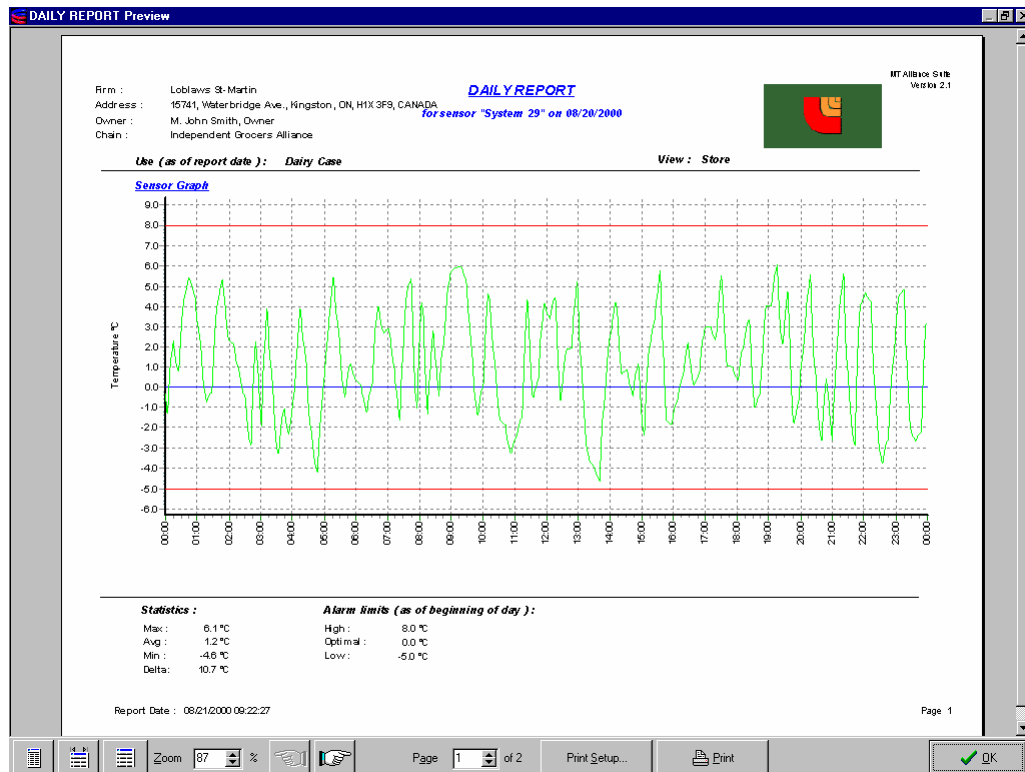 DAILY REPORT Preview
MT Alliance Suite
Version 2.1
Firm : Loblaws St-Martin
Address : 15741, Waterbridge Ave., Kingston, ON, H1X 3F9, CANADA
Owner : M. John Smith, Owner
Chain : Independent Grocers Alliance
DAILY REPORT
for sensor "System 29" on 08/20/2000
Use (as of report date ) : Dairy Case View : Store
Sensor Graph
Temperature ºC
9.0
8.0
7.0
6.0
5.0
4.0
3.0
2.0
1.0
0.0
-1.0
-2.0
-3.0
-4.0
-5.0
-6.0
00:00 01:00 02:00 03:00 04:00 05:00 06:00 07:00 08:00 09:00 10:00 11:00 12:00 13:00 14:00 15:00 16:00 17:00 18:00 19:00 20:00 21:00 22:00 23:00 00:00
Statistics : Alarm limits (as of beginning of day ) :
Max : 6.1 ºC High : 8.0 ºC
Avg : 1.2 ºC Optimal : 0.0 ºC
Min : -4.6 ºC Low : -5.0 ºC
Delta : 10.7 ºC
Report Date : 08/21/2000 09:22:27 Page 1
Zoom 87 % Page 1 of 2 Print Setup... Print OK